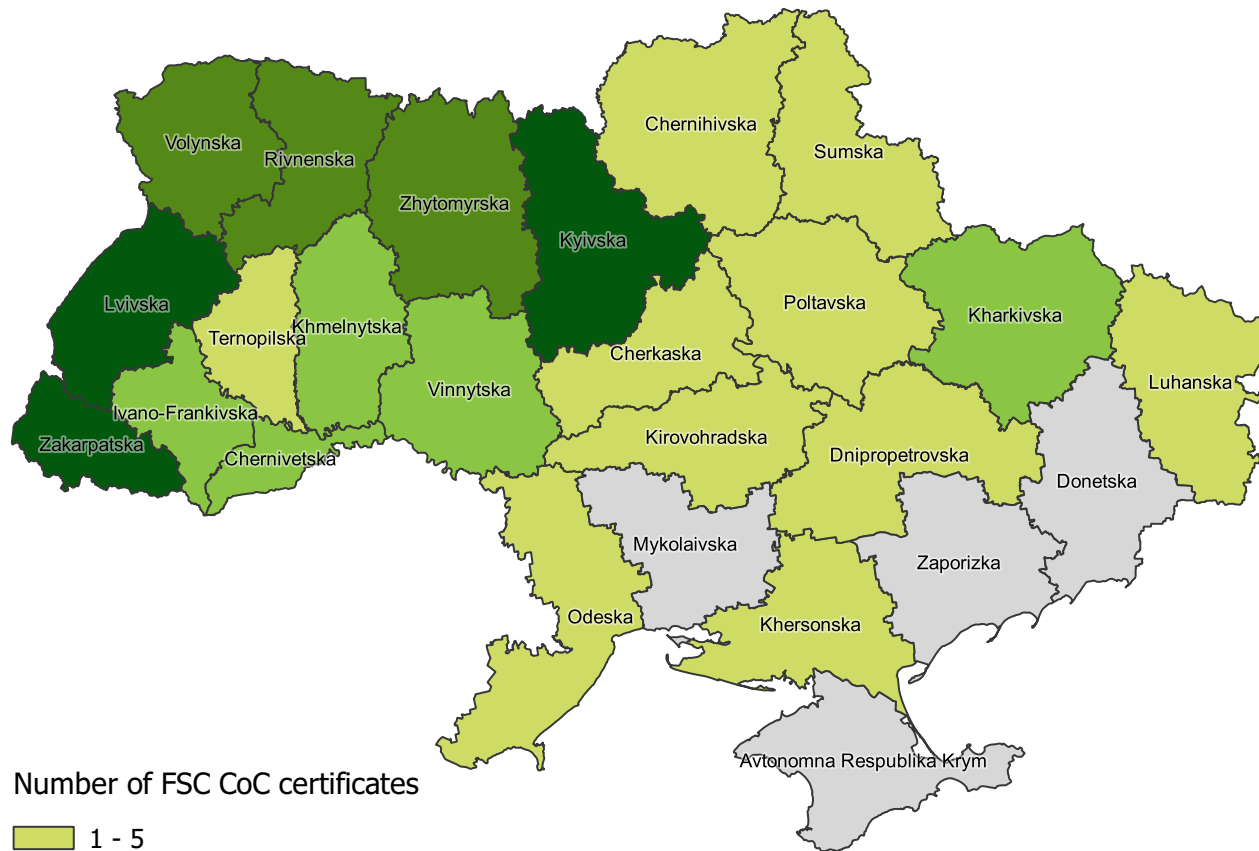 Chernihivska
Volynska
Sumska
Rivnenska
Zhytomyrska
Kyivska
Lvivska
Poltavska
Kharkivska
Khmelnytska
Ternopilska
Cherkaska
Luhanska
Vinnytska
Ivano-Frankivska
Kirovohradska
Zakarpatska
Chernivetska
Dnipropetrovska
Donetska
Mykolaivska
Zaporizka
Odeska
Khersonska
Avtonomna Respublika Krym
Number of FSC CoC certificates
1 - 5